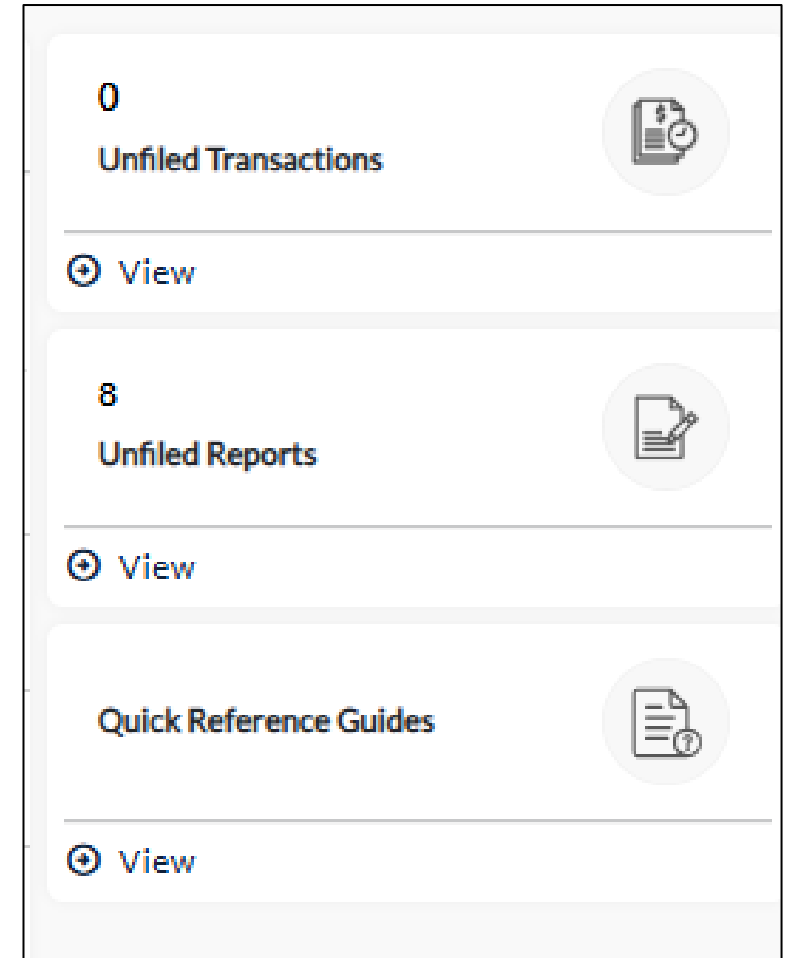 0
Unfiled Transactions
View
8
Unfiled Reports
View
Quick Reference Guides
View